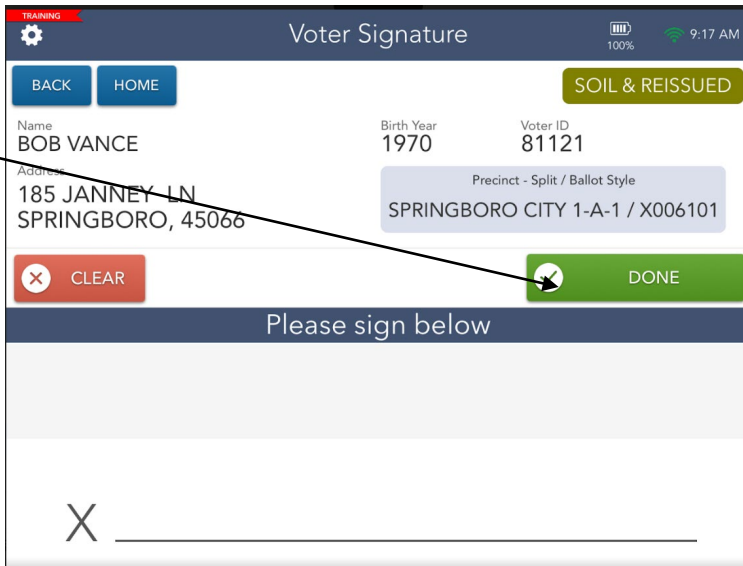 TRAINING
Voter Signature
100%
9:17 AM
BACK
HOME
SOIL & REISSUED
Name
BOB VANCE
Birth Year
1970
Voter ID
81121
Address
185 JANNEY LN
SPRINGBORO, 45066
Precinct - Split / Ballot Style
SPRINGBORO CITY 1-A-1 / X006101
CLEAR
DONE
Please sign below
X